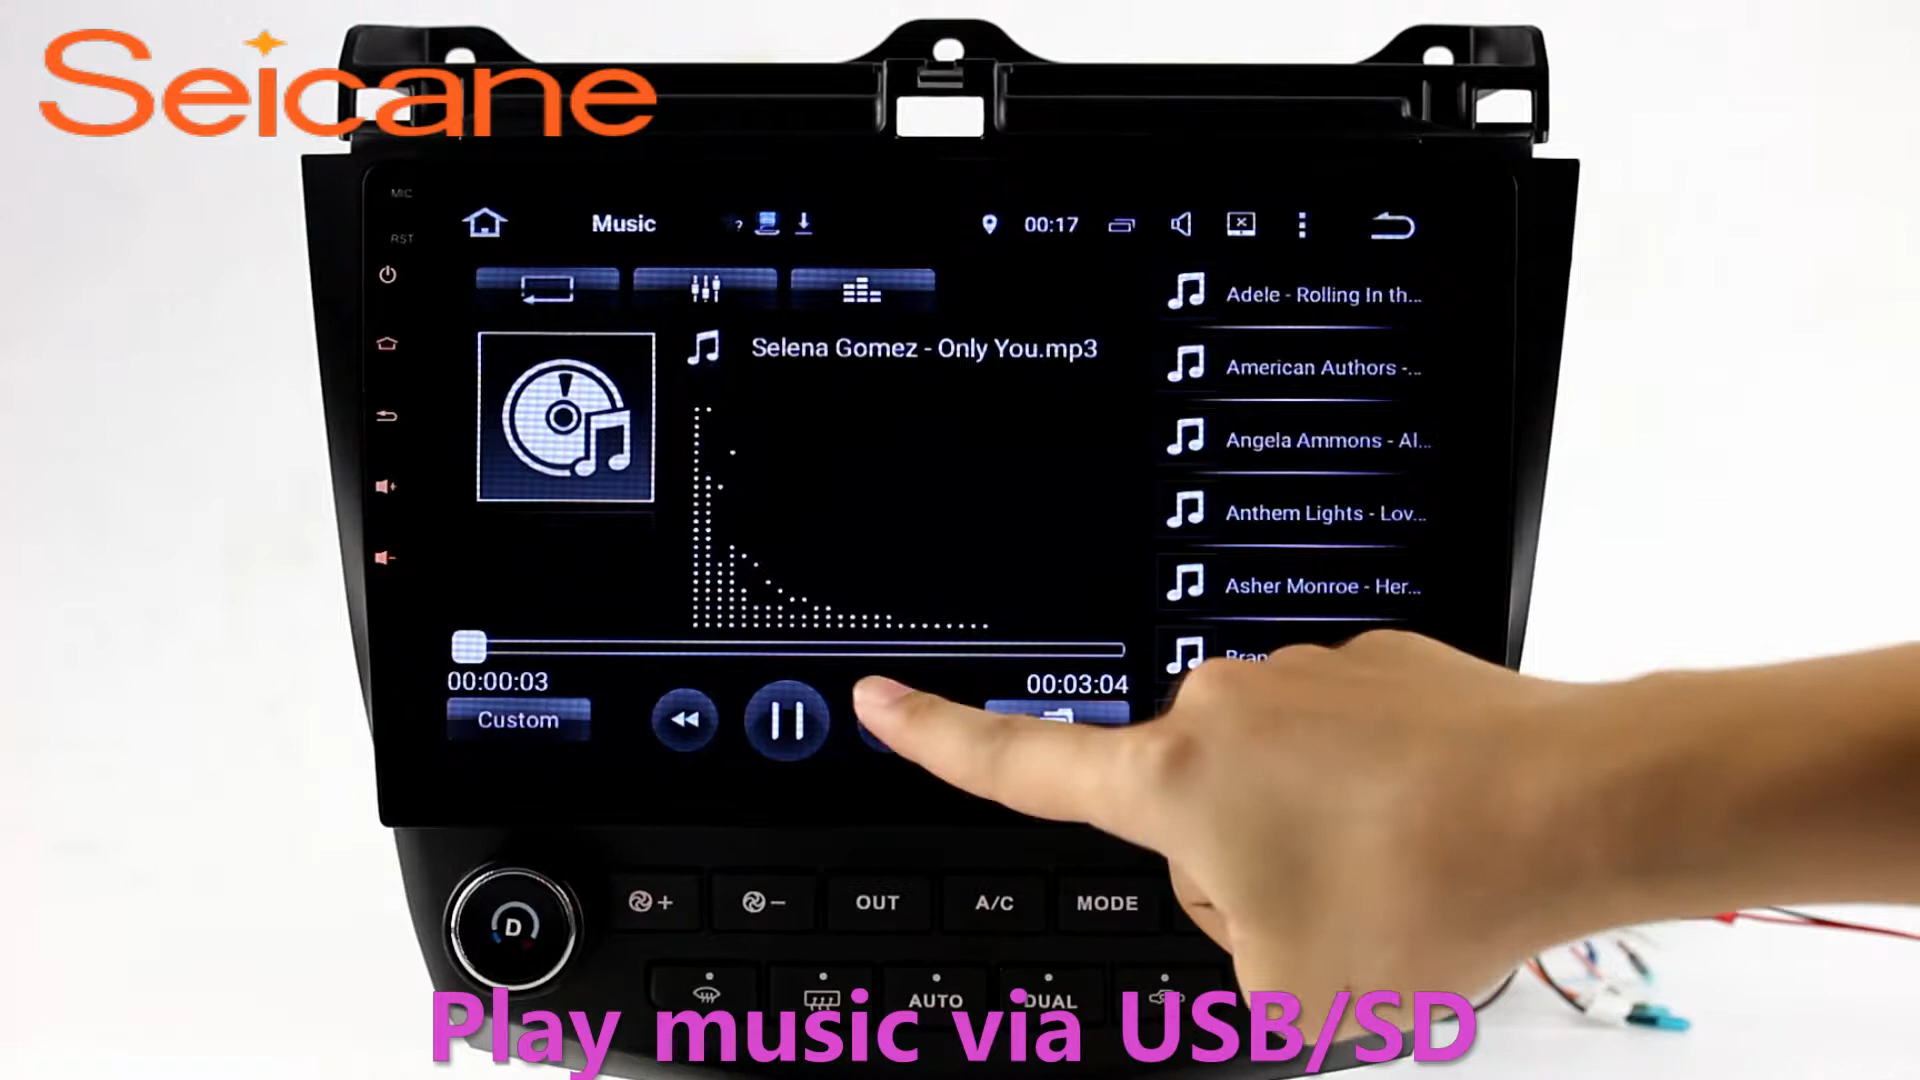 Seicane
MIC
RST
Music
00:17
Adele - Rolling In th...
Selena Gomez - Only You.mp3
American Authors -...
Angela Ammons - Al...
Anthem Lights - Lov...
Asher Monroe - Her...
00:00:03
00:03:04
Custom
D
+
-
OUT
A/C
MODE
AUTO
DUAL
Play music via USB/SD